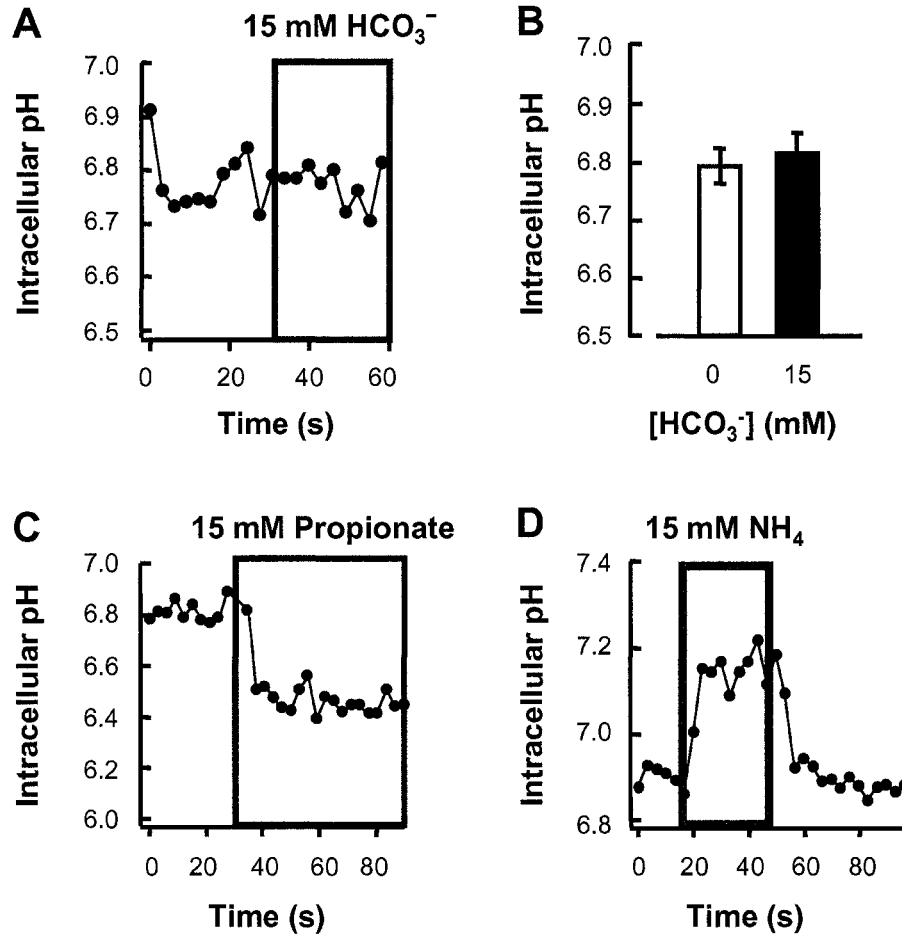 A
15 mM HCO₃⁻
Intracellular pH
7.0
6.9
6.8
6.7
6.6
6.5
0 20 40 60
Time (s)
B
Intracellular pH
7.0
6.9
6.8
6.7
6.6
6.5
0 15
[HCO₃⁻] (mM)
C
15 mM Propionate
Intracellular pH
7.0
6.8
6.6
6.4
6.2
6.0
0 20 40 60 80
Time (s)
D
15 mM NH₄
Intracellular pH
7.4
7.2
7.0
6.8
0 20 40 60 80
Time (s)